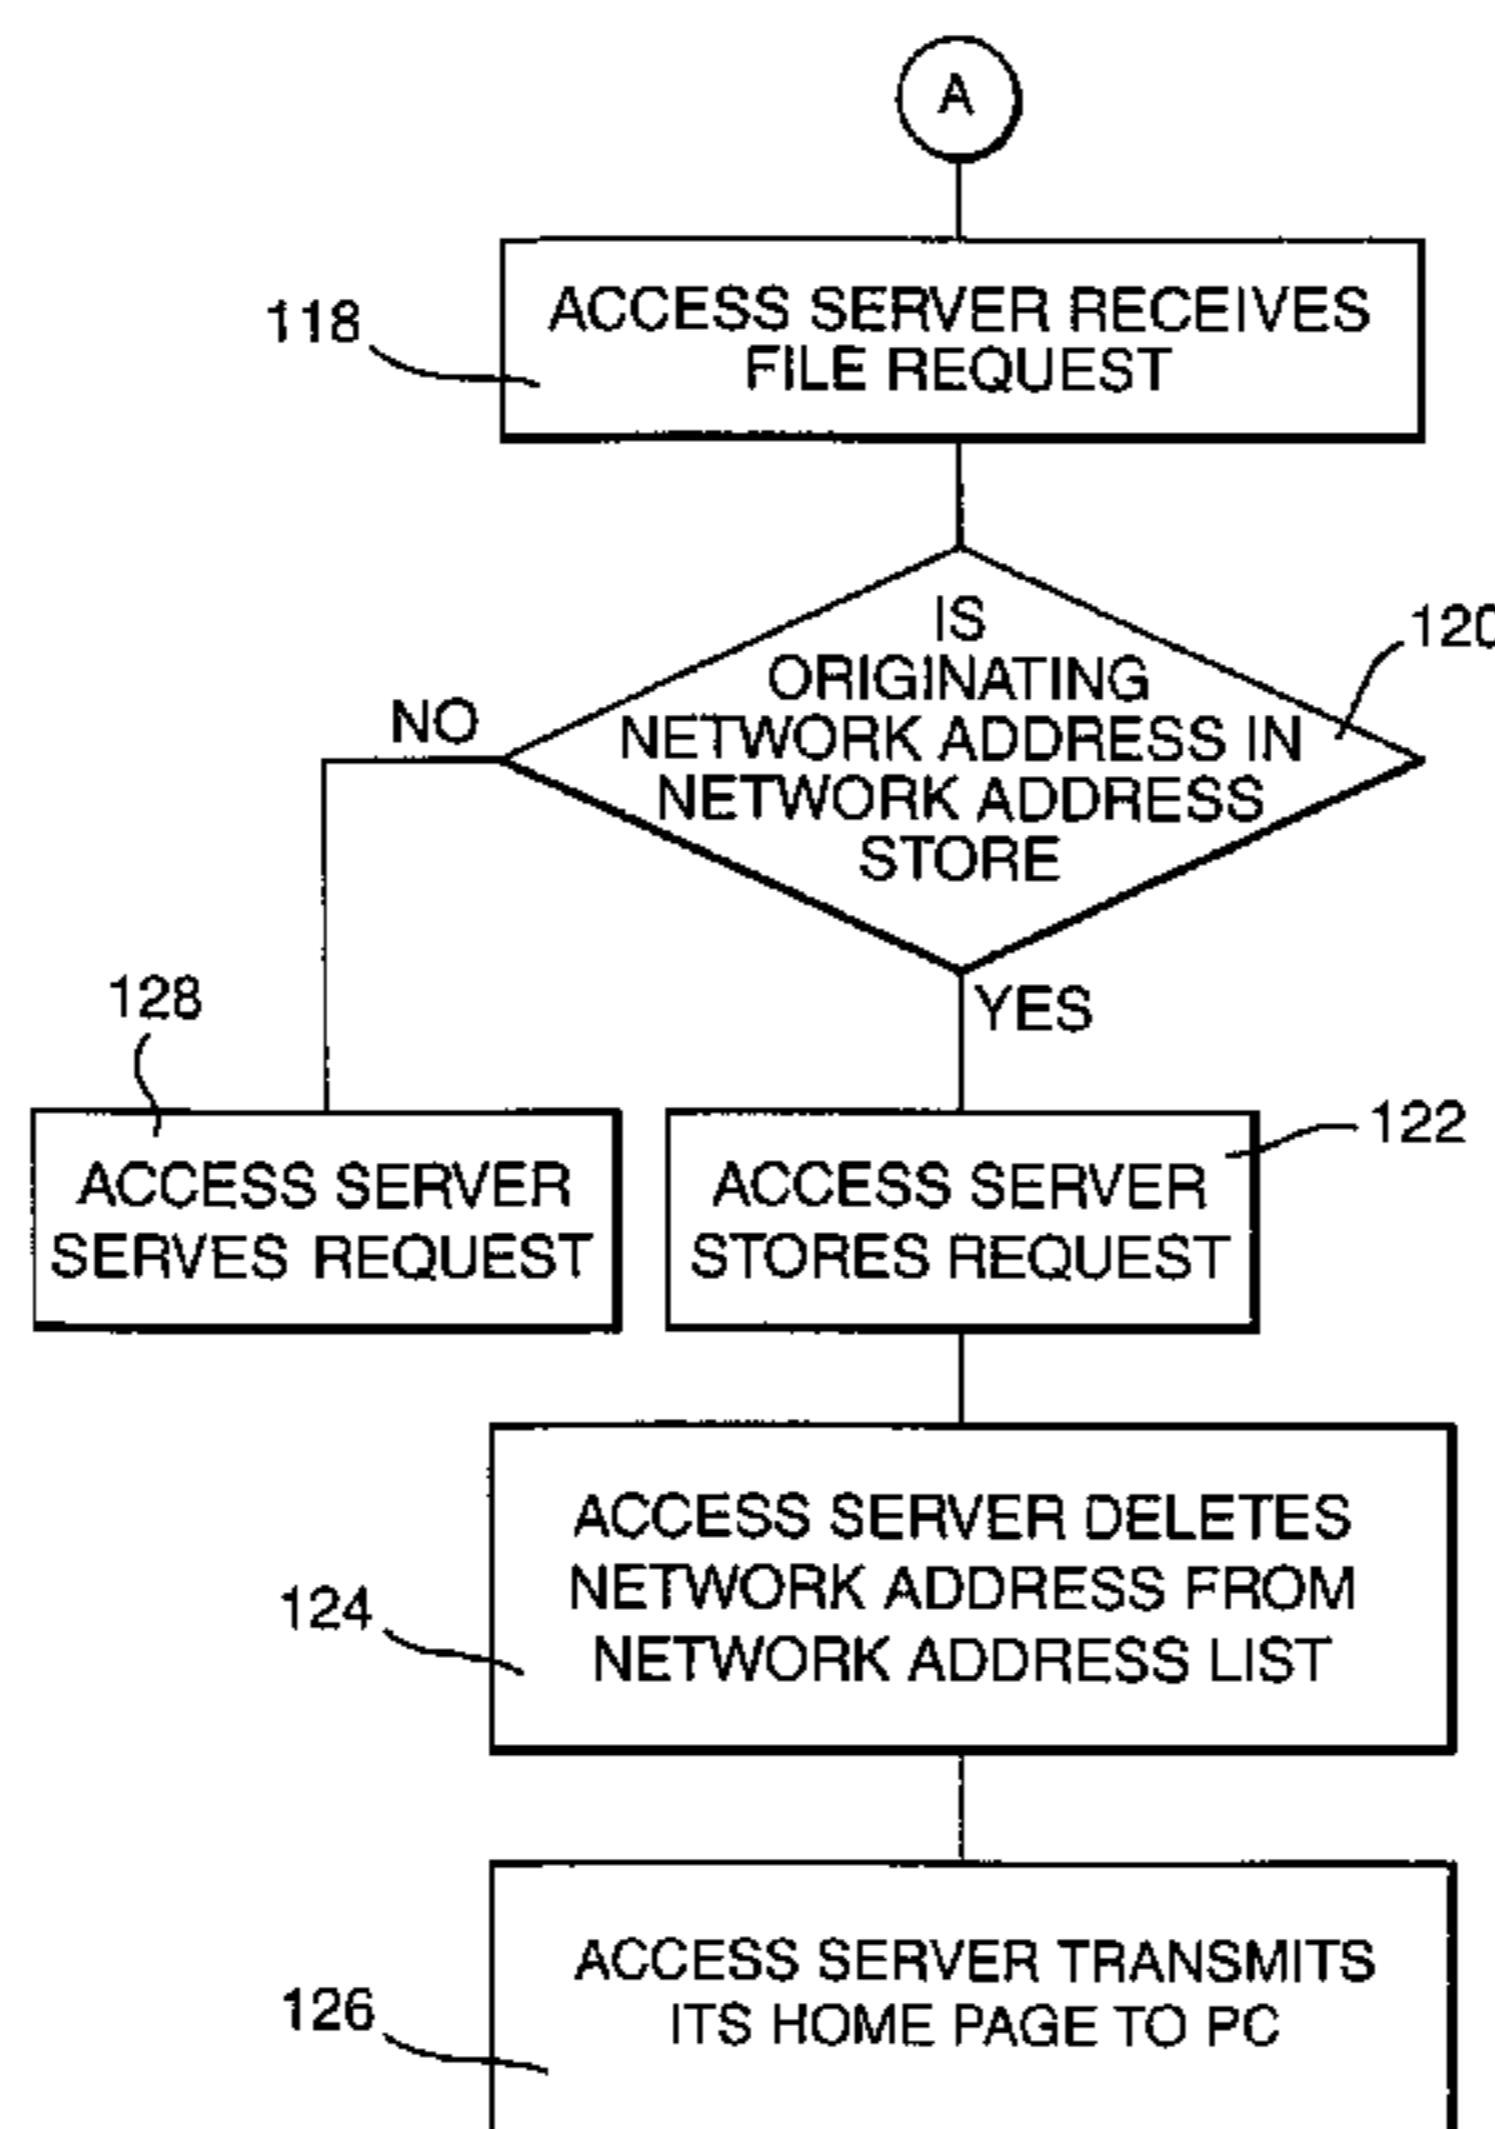 A
118
ACCESS SERVER RECEIVES
FILE REQUEST
120
IS
ORIGINATING
NETWORK ADDRESS IN
NETWORK ADDRESS
STORE
NO
YES
128
ACCESS SERVER
SERVES REQUEST
122
ACCESS SERVER
STORES REQUEST
124
ACCESS SERVER DELETES
NETWORK ADDRESS FROM
NETWORK ADDRESS LIST
126
ACCESS SERVER TRANSMITS
ITS HOME PAGE TO PC